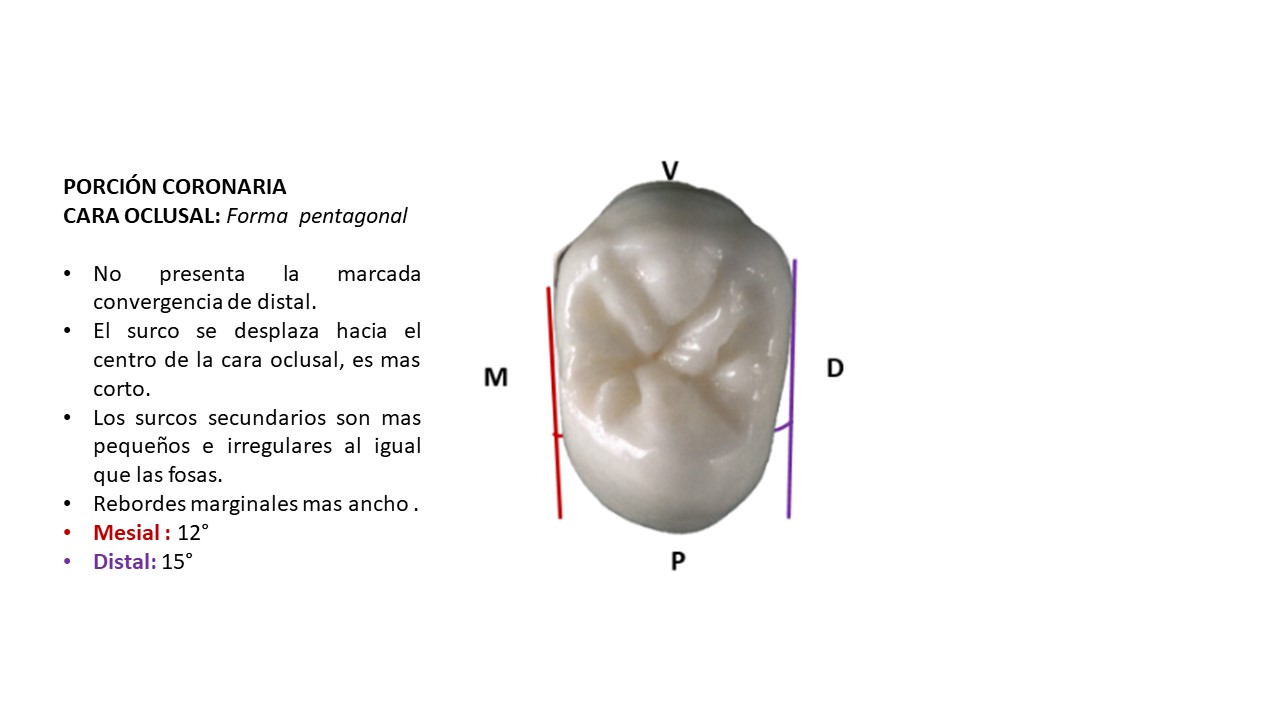 PORCIÓN CORONARIA
CARA OCLUSAL: Forma pentagonal
• No presenta la marcada
convergencia de distal.
• El surco se desplaza hacia el
centro de la cara oclusal, es mas
corto.
• Los surcos secundarios son mas
pequeños e irregulares al igual
que las fosas.
• Rebordes marginales mas ancho .
• Mesial : 12°
• Distal: 15°
V
M
D
P